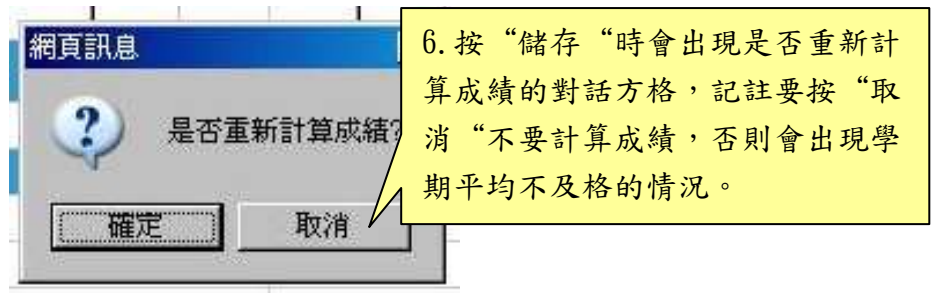 網頁訊息
是否重新計算成績?
確定
取消
6.按“儲存“時會出現是否重新計
算成績的對話方格，記註要按“取
消“不要計算成績，否則會出現學
期平均不及格的情況。